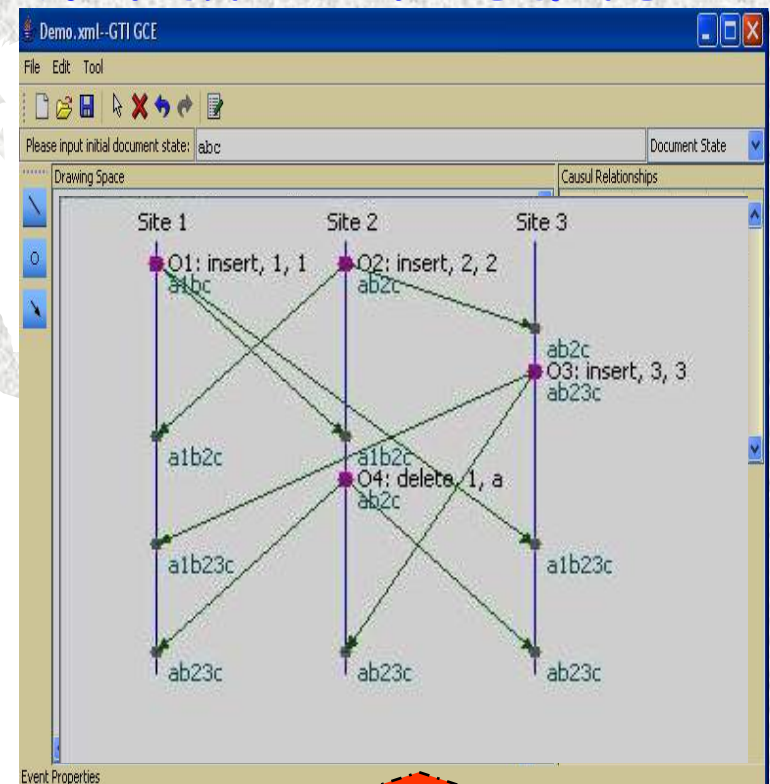 Demo.xml--GTI GCE
File Edit Tool
Please input initial document state: abc Document State
Drawing Space Causul Relationships
Site 1 Site 2 Site 3
O1: insert, 1, 1 O2: insert, 2, 2
a1bc ab2c
ab2c
O3: insert, 3, 3
ab23c
a1b2c a1b2c
O4: delete, 1, a
ab2c
a1b23c a1b23c
ab23c ab23c ab23c
Event Properties